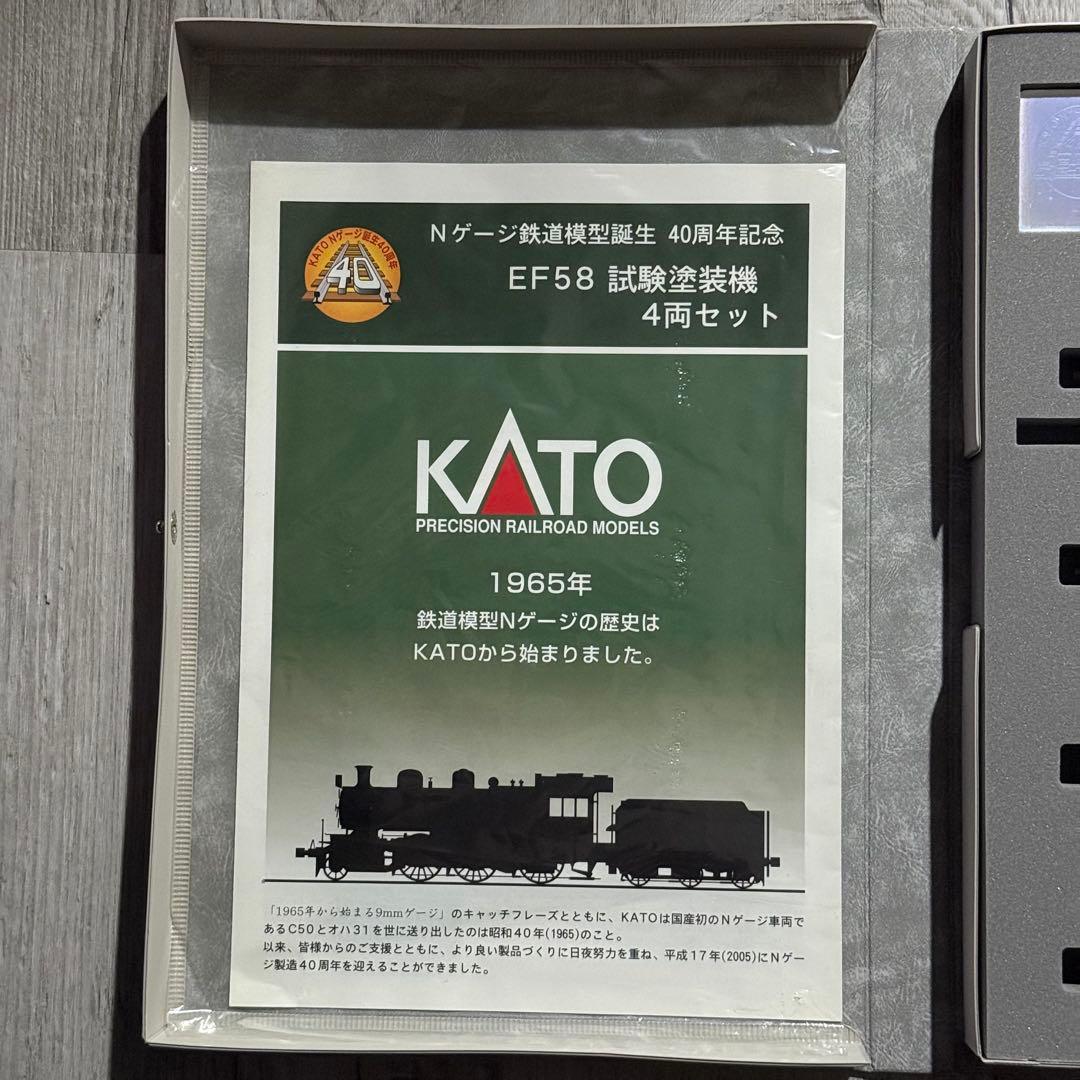 KATO Nゲージ誕生40周年
40
Nゲージ鉄道模型誕生 40周年記念
EF58 試験塗装機
4両セット
KATO
PRECISION RAILROAD MODELS
1965年
鉄道模型Nゲージの歴史は
KATOから始まりました。
「1965年から始まる9mmゲージ」のキャッチフレーズとともに、KATOは国産初のNゲージ車両で
あるC50とオハ31を世に送り出したのは昭和40年(1965)のこと。
以来、皆様からのご支援とともに、より良い製品づくりに日夜努力を重ね、平成17年(2005)にNゲー
ジ製造40周年を迎えることができました。